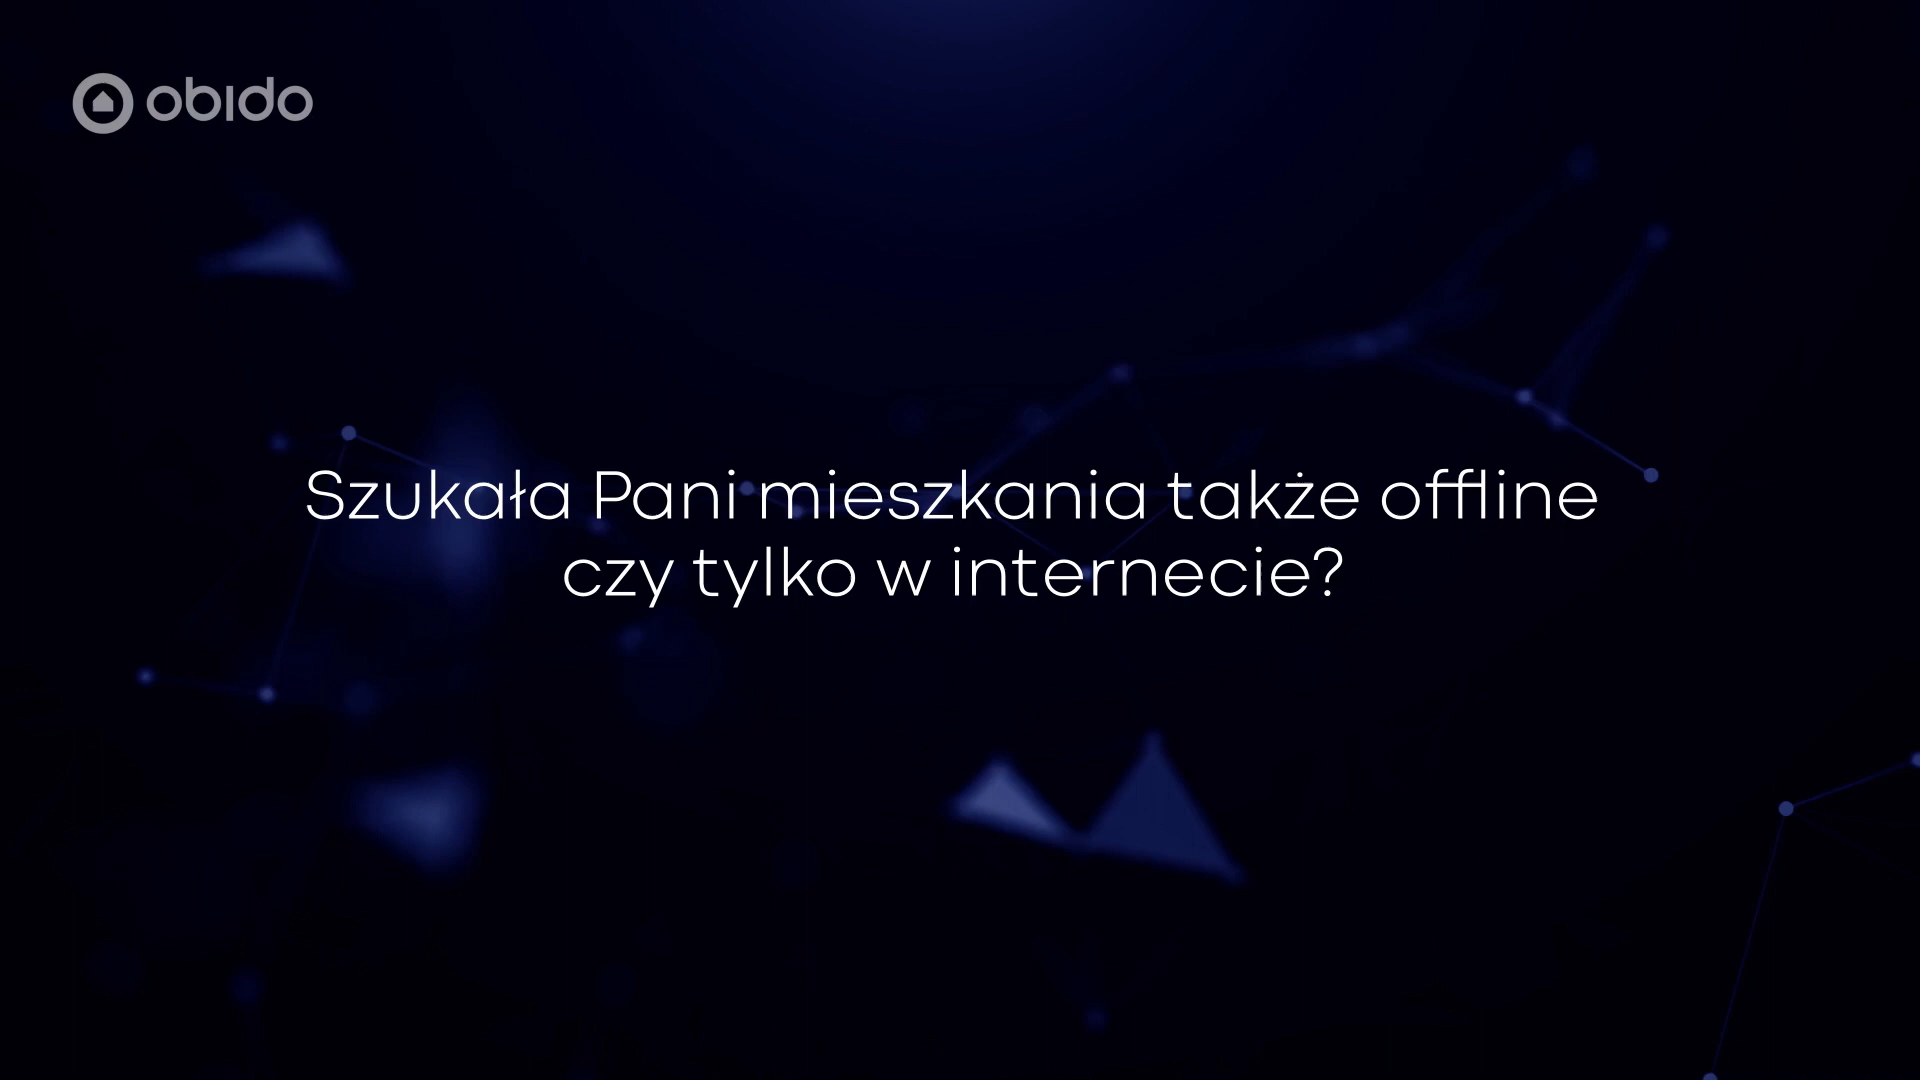 obido
Szukała Pani mieszkania także offline
czy tylko w internecie?